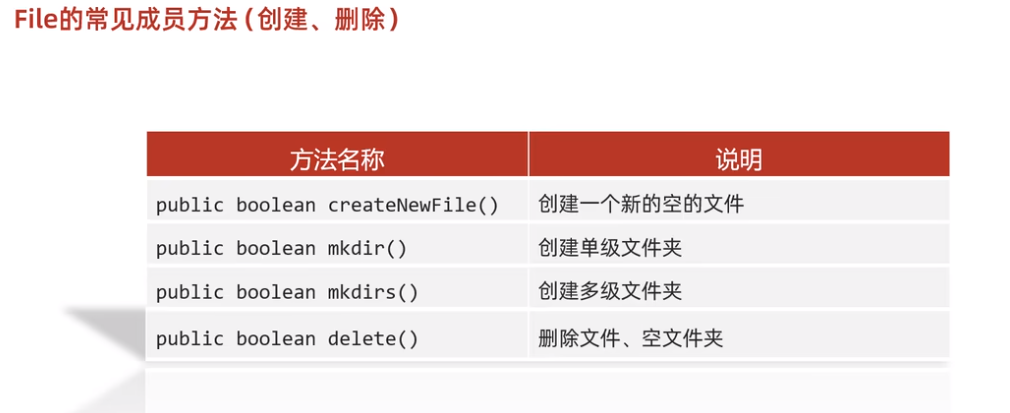 File的常见成员方法（创建、删除）
方法名称 说明
public boolean createNewFile() 创建一个新的空的文件
public boolean mkdir() 创建单级文件夹
public boolean mkdirs() 创建多级文件夹
public boolean delete() 删除文件、空文件夹